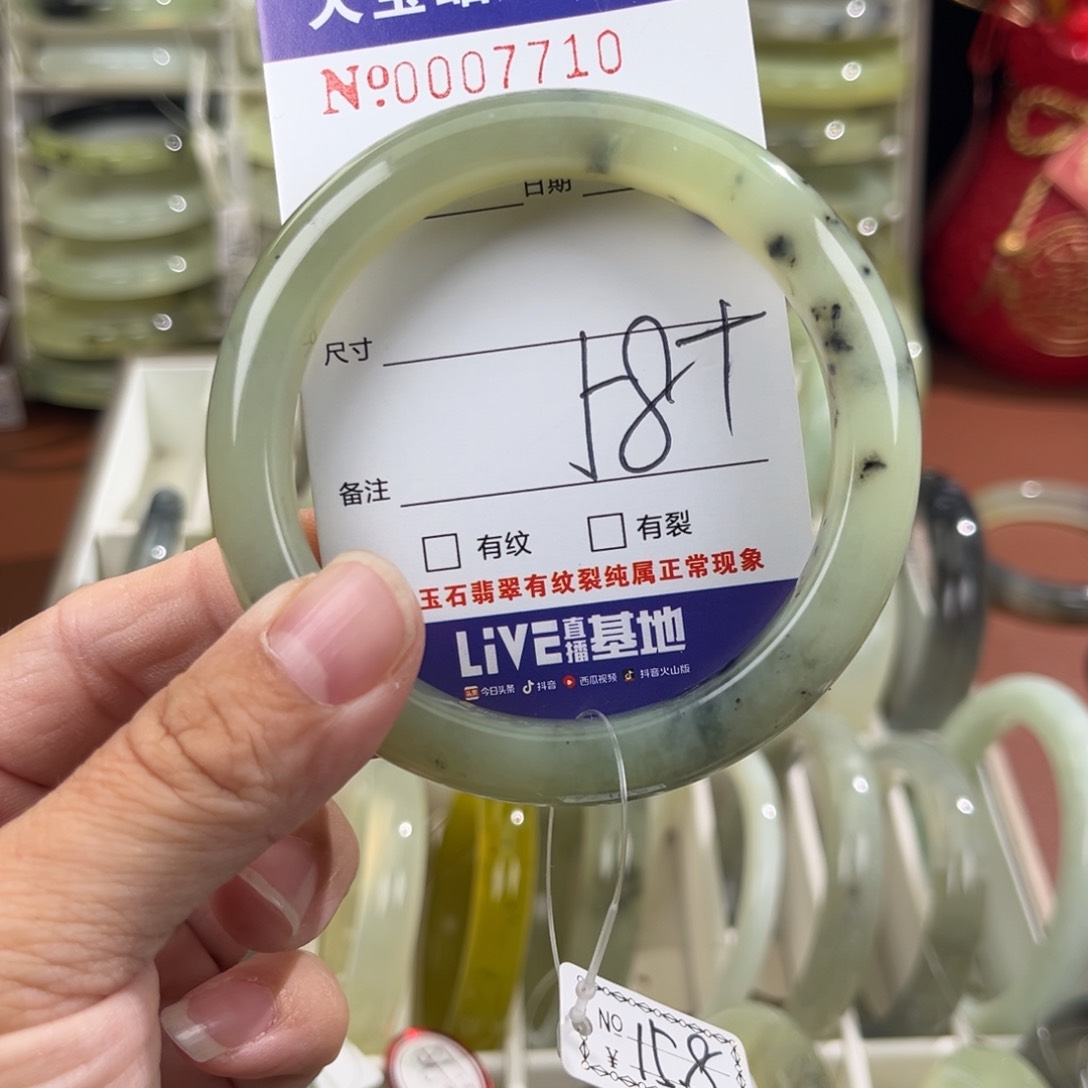 №0007710
日期
尺寸
备注
有纹 有裂
玉石翡翠有纹裂纯属正常现象
LiVE直播基地
今日头条 抖音 西瓜视频 抖音火山版
NO
¥